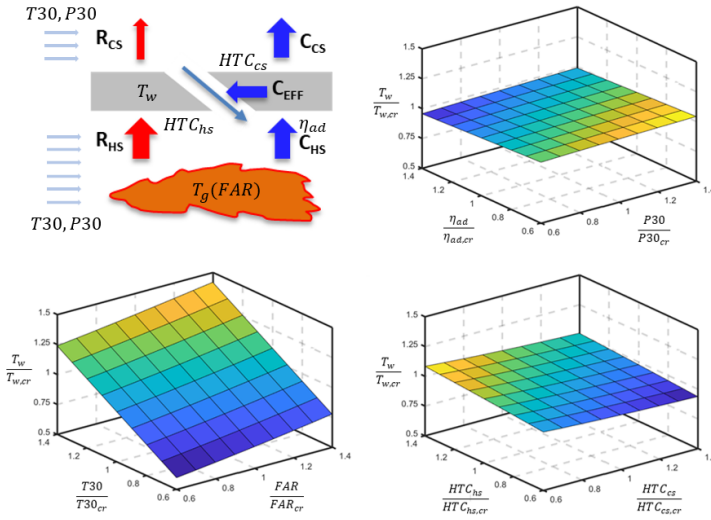 T30, P30
R_CS
C_CS
HTC_cs
T_w
C_EFF
HTC_hs
η_ad
R_HS
C_HS
T_g(FAR)
T30, P30
1.5
1.25
T_w
T_w,cr
1
0.75
0.5
1.4
1.2
1
0.8
0.6
η_ad
η_ad,cr
0.6
0.8
1
1.2
1.4
P30
P30_cr
1.5
1.25
T_w
T_w,cr
1
0.75
0.5
1.4
1.2
1
0.8
0.6
T30
T30_cr
0.6
0.8
1
1.2
1.4
FAR
FAR_cr
1.5
1.25
T_w
T_w,cr
1
0.75
0.5
1.4
1.2
1
0.8
0.6
HTC_hs
HTC_hs,cr
0.6
0.8
1
1.2
1.4
HTC_cs
HTC_cs,cr